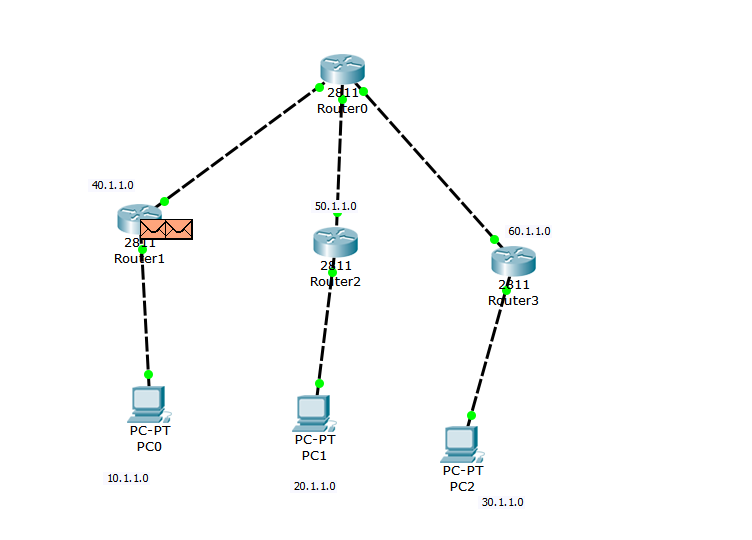 2811
Router0
40.1.1.0
2811
Router1
50.1.1.0
2811
Router2
60.1.1.0
2811
Router3
PC-PT
PC0
10.1.1.0
PC-PT
PC1
20.1.1.0
PC-PT
PC2
30.1.1.0